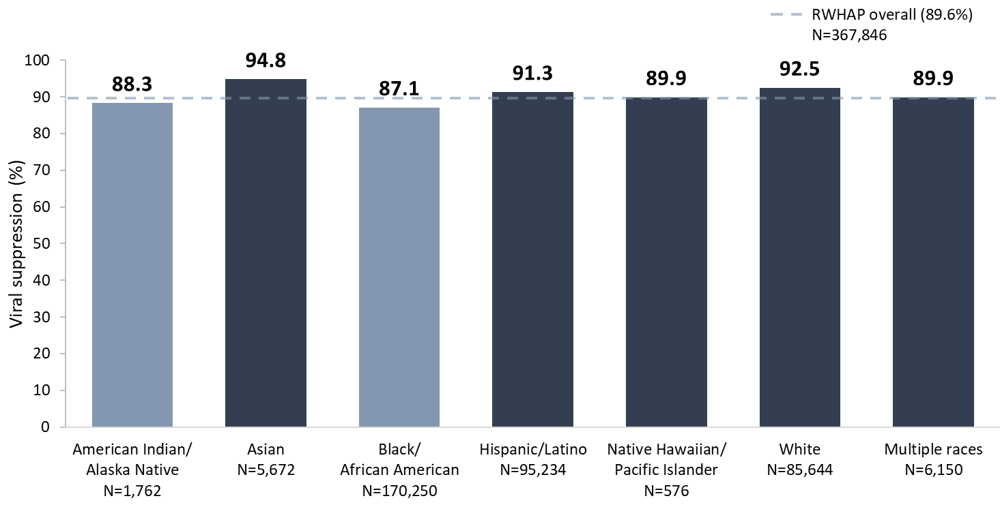 RWHAP overall (89.6%)
N=367,846
100
90
80
70
60
50
40
30
20
10
0
Viral suppression (%)
88.3
94.8
87.1
91.3
89.9
92.5
89.9
American Indian/
Alaska Native
N=1,762
Asian
N=5,672
Black/
African American
N=170,250
Hispanic/Latino
N=95,234
Native Hawaiian/
Pacific Islander
N=576
White
N=85,644
Multiple races
N=6,150